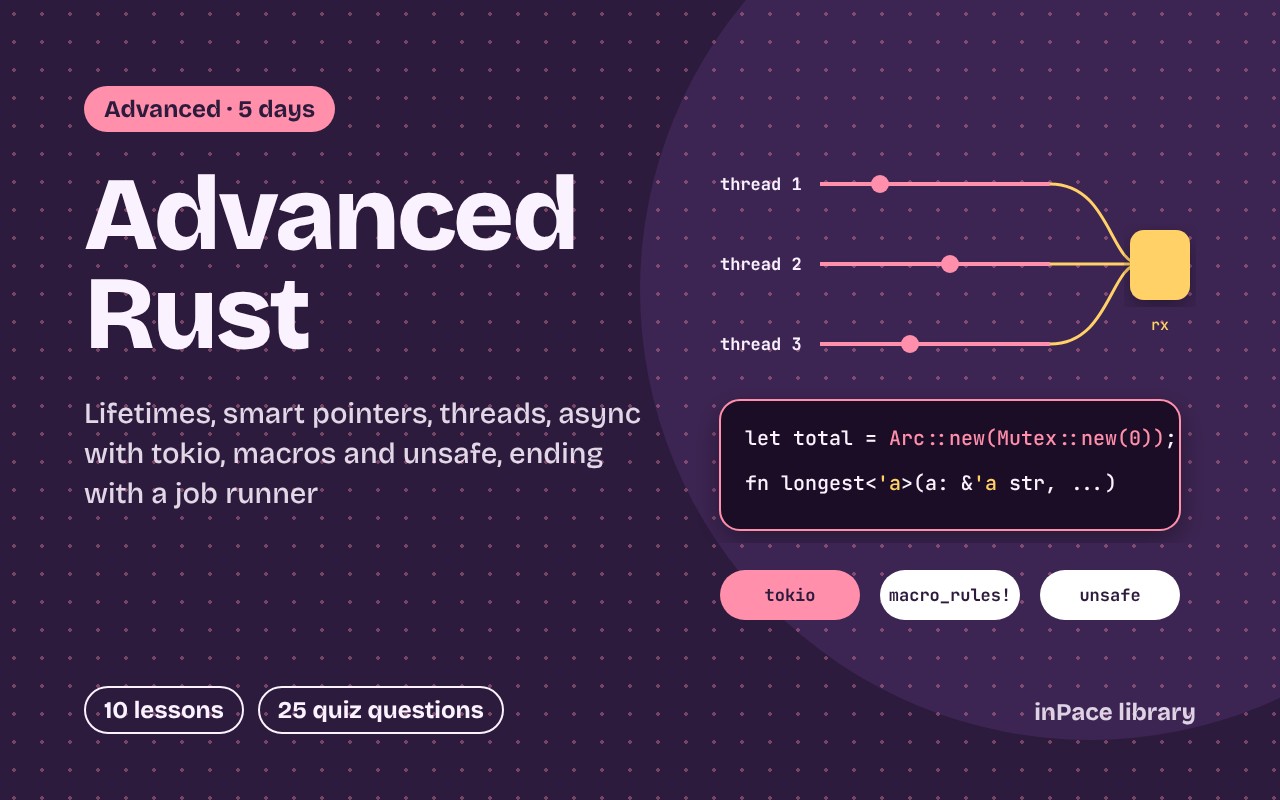 Advanced · 5 days
Advanced
Rust
Lifetimes, smart pointers, threads, async
with tokio, macros and unsafe, ending
with a job runner
10 lessons
25 quiz questions
thread 1
thread 2
thread 3
rx
let total = Arc::new(Mutex::new(0));
fn longest<'a>(a: &'a str, ...)
tokio
macro_rules!
unsafe
inPace library